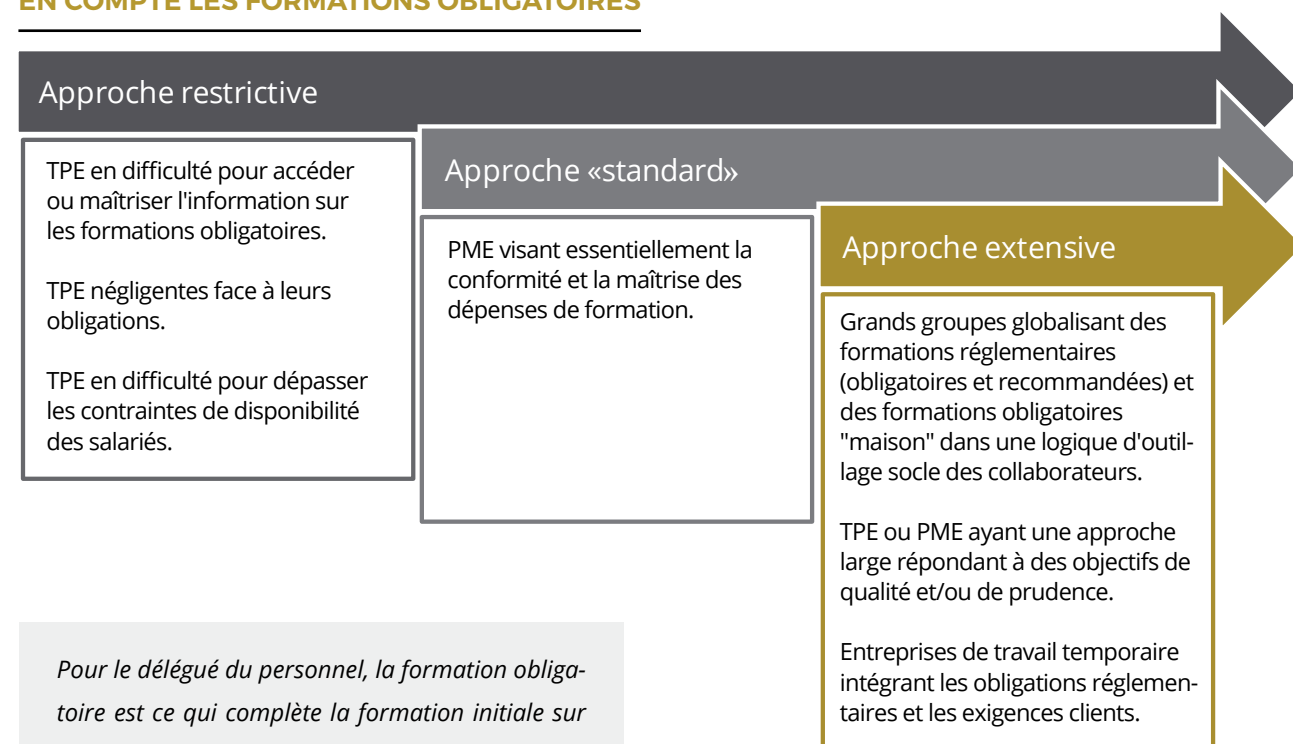 EN COMPTE LES FORMATIONS OBLIGATOIRES
Approche restrictive
TPE en difficulté pour accéder
ou maîtriser l'information sur
les formations obligatoires.
TPE négligentes face à leurs
obligations.
TPE en difficulté pour dépasser
les contraintes de disponibilité
des salariés.
Approche «standard»
PME visant essentiellement la
conformité et la maîtrise des
dépenses de formation.
Approche extensive
Grands groupes globalisant des
formations réglementaires
(obligatoires et recommandées) et
des formations obligatoires
"maison" dans une logique d'outil-
lage socle des collaborateurs.
TPE ou PME ayant une approche
large répondant à des objectifs de
qualité et/ou de prudence.
Entreprises de travail temporaire
intégrant les obligations réglemen-
taires et les exigences clients.
Pour le délégué du personnel, la formation obliga-
toire est ce qui complète la formation initiale sur